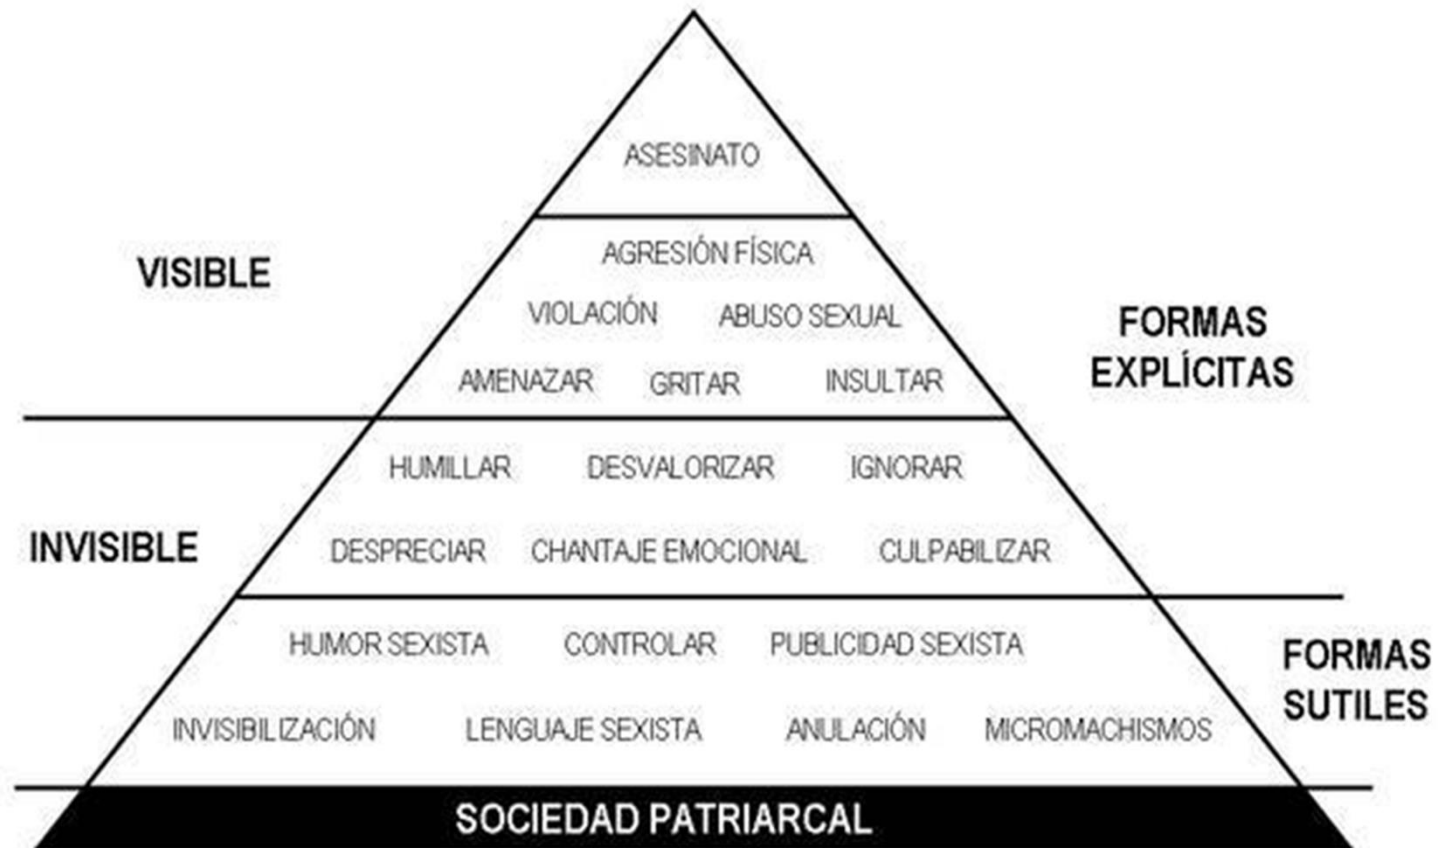 ASESINATO
AGRESIÓN FÍSICA
VISIBLE
VIOLACIÓN ABUSO SEXUAL
FORMAS
EXPLÍCITAS
AMENAZAR GRITAR INSULTAR
HUMILLAR DESVALORIZAR IGNORAR
INVISIBLE
DESPRECIAR CHANTAJE EMOCIONAL CULPABILIZAR
HUMOR SEXISTA CONTROLAR PUBLICIDAD SEXISTA
FORMAS
SUTILES
INVISIBILIZACIÓN LENGUAJE SEXISTA ANULACIÓN MICROMACHISMOS
SOCIEDAD PATRIARCAL